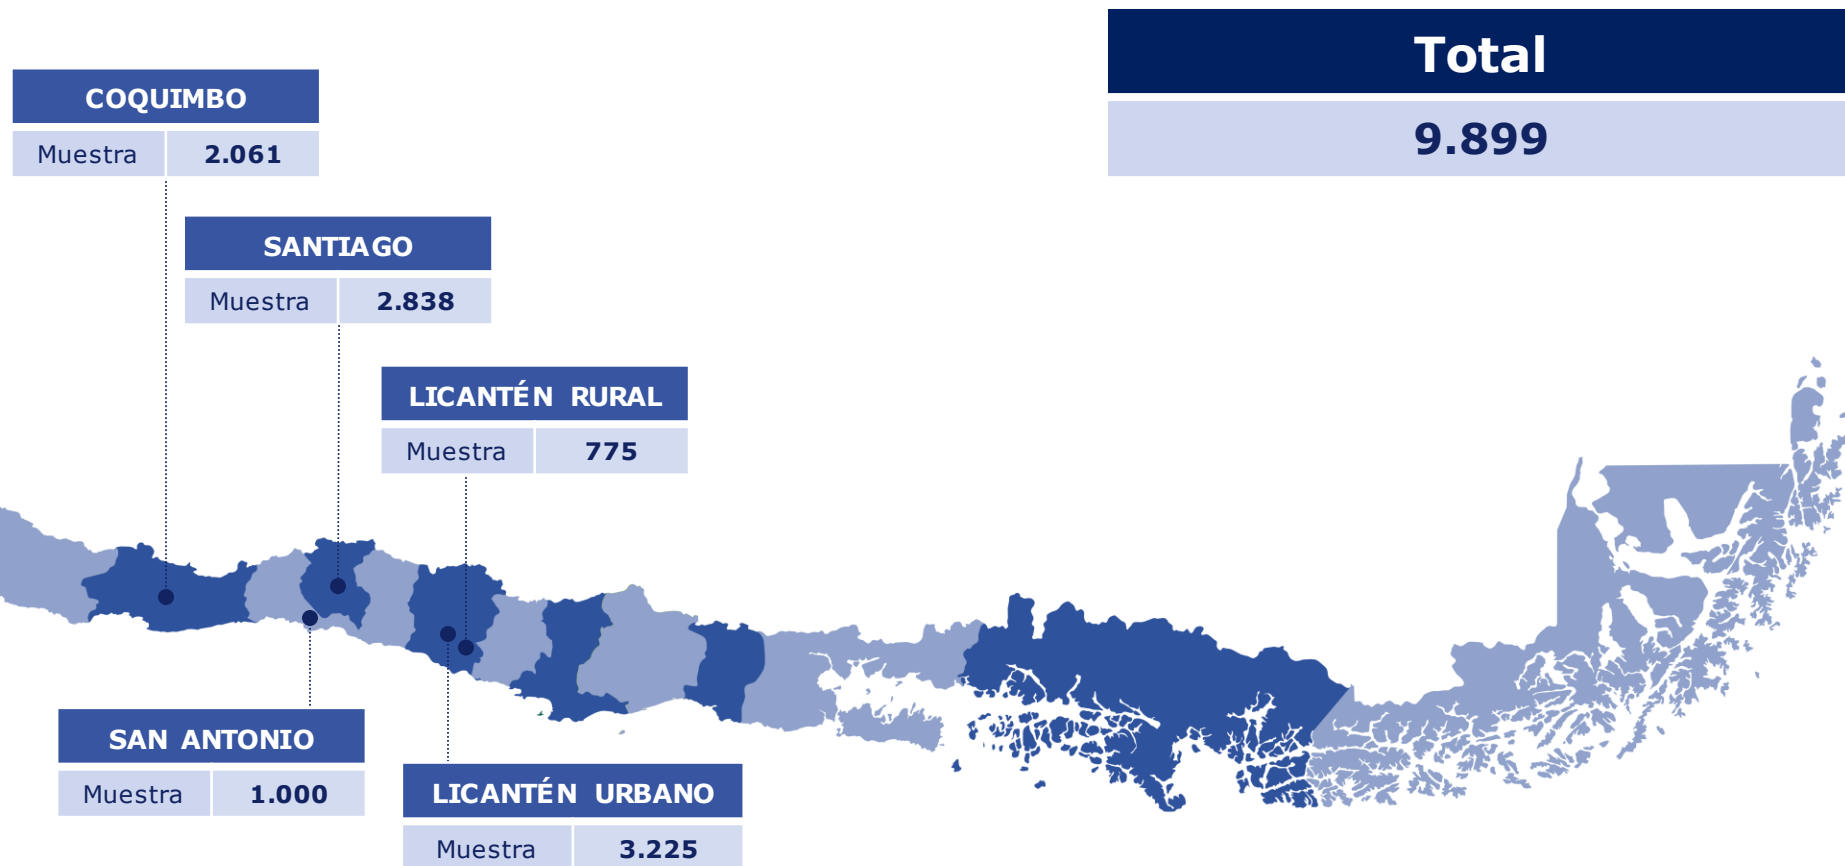 Total
9.899
COQUIMBO
Muestra 2.061
SANTIAGO
Muestra 2.838
LICANTÉN RURAL
Muestra 775
SAN ANTONIO
Muestra 1.000
LICANTÉN URBANO
Muestra 3.225